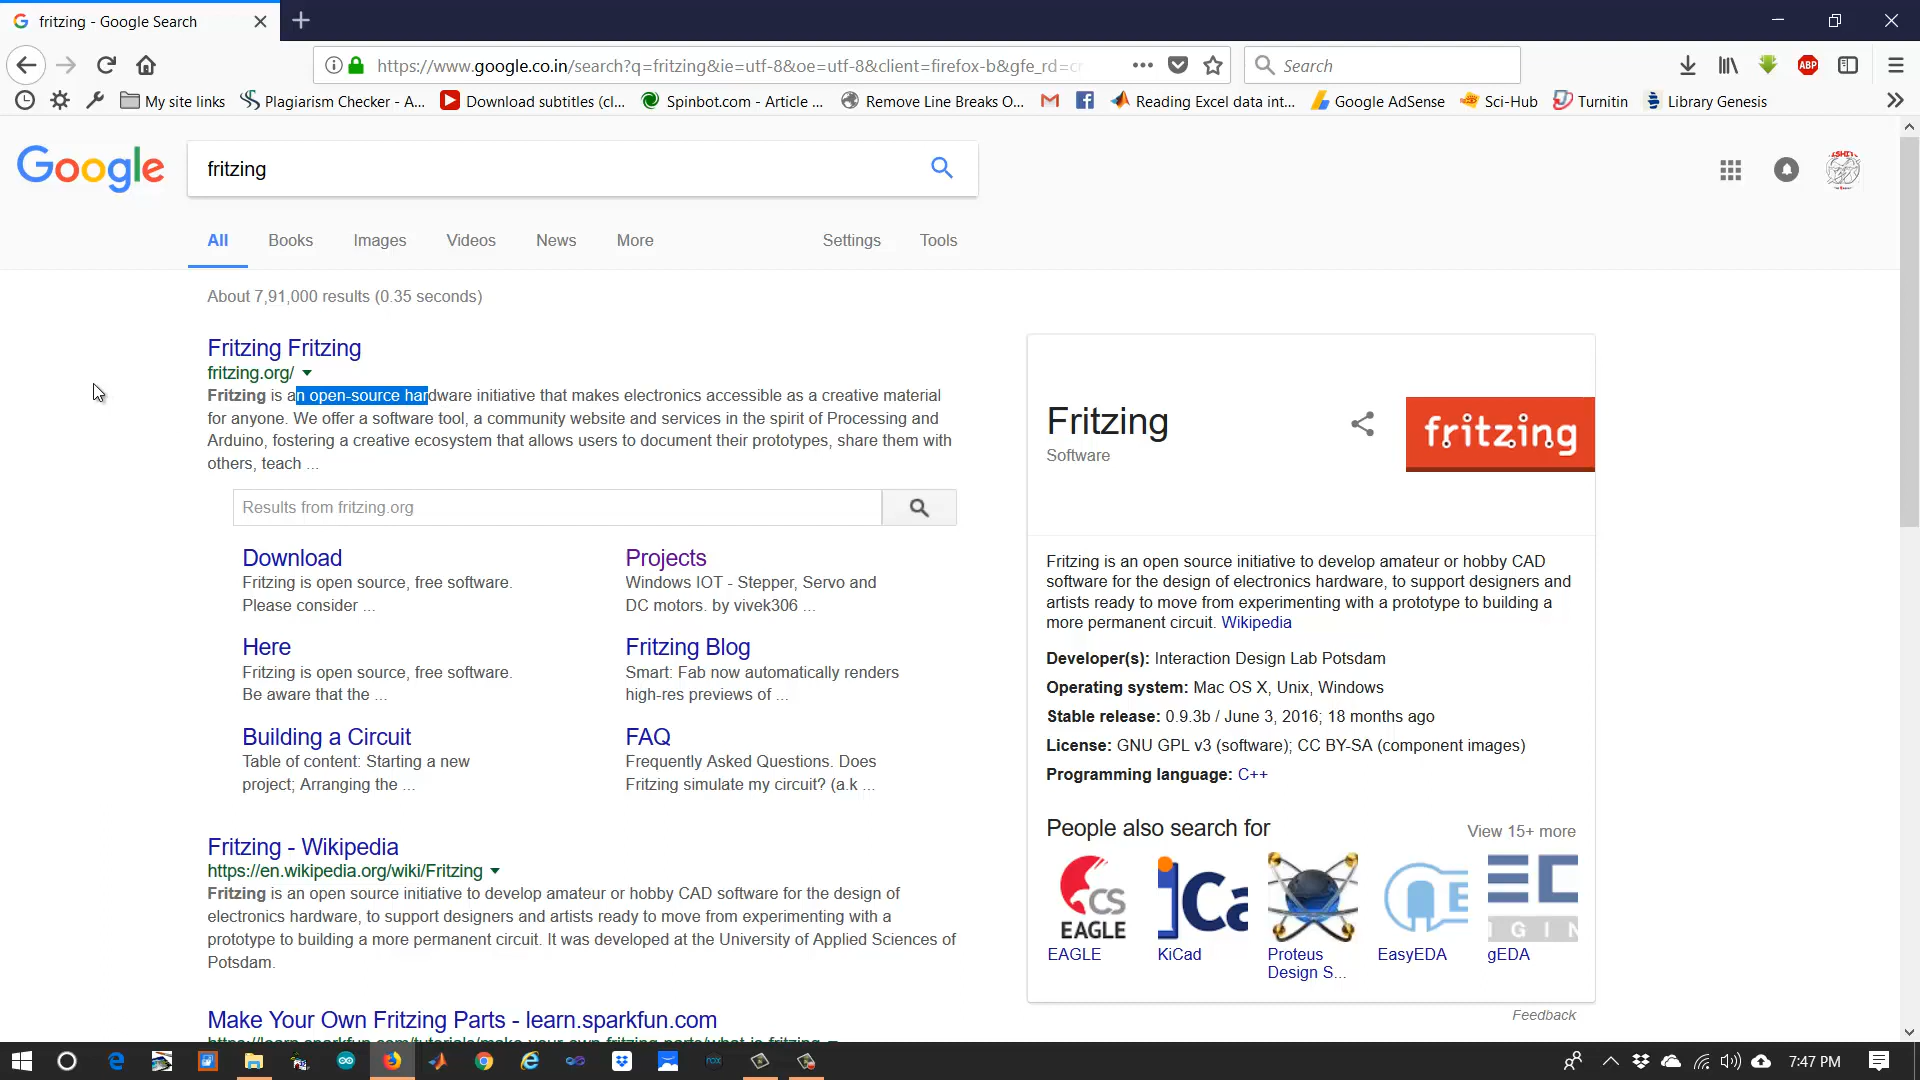 fritzing - Google Search
https://www.google.co.in/search?q=fritzing&ie=utf-8&oe=utf-8&client=firefox-b&gfe_rd=cr
Search
ABP
My site links
Plagiarism Checker - A...
Download subtitles (cl...
Spinbot.com - Article ...
Remove Line Breaks O...
Reading Excel data int...
Google AdSense
Sci-Hub
Turnitin
Library Genesis
Google
fritzing
All Books Images Videos News More Settings Tools
About 7,91,000 results (0.35 seconds)
Fritzing Fritzing
fritzing.org/
Fritzing is an open-source hardware initiative that makes electronics accessible as a creative material
for anyone. We offer a software tool, a community website and services in the spirit of Processing and
Arduino, fostering a creative ecosystem that allows users to document their prototypes, share them with
others, teach ...
Results from fritzing.org
Download
Fritzing is open source, free software.
Please consider ...
Projects
Windows IOT - Stepper, Servo and
DC motors. by vivek306 ...
Here
Fritzing is open source, free software.
Be aware that the ...
Fritzing Blog
Smart: Fab now automatically renders
high-res previews of ...
Building a Circuit
Table of content: Starting a new
project; Arranging the ...
FAQ
Frequently Asked Questions. Does
Fritzing simulate my circuit? (a.k ...
Fritzing - Wikipedia
https://en.wikipedia.org/wiki/Fritzing
Fritzing is an open source initiative to develop amateur or hobby CAD software for the design of
electronics hardware, to support designers and artists ready to move from experimenting with a
prototype to building a more permanent circuit. It was developed at the University of Applied Sciences of
Potsdam.
Make Your Own Fritzing Parts - learn.sparkfun.com
https://learn.sparkfun.com/tutorials/make-your-own-fritzing-parts/what-is-fritzing
Fritzing
Software
fritzing
Fritzing is an open source initiative to develop amateur or hobby CAD
software for the design of electronics hardware, to support designers and
artists ready to move from experimenting with a prototype to building a
more permanent circuit. Wikipedia
Developer(s): Interaction Design Lab Potsdam
Operating system: Mac OS X, Unix, Windows
Stable release: 0.9.3b / June 3, 2016; 18 months ago
License: GNU GPL v3 (software); CC BY-SA (component images)
Programming language: C++
People also search for
View 15+ more
CS
EAGLE
EAGLE
KiCad
Proteus
Design S...
EasyEDA
gEDA
Feedback
7:47 PM